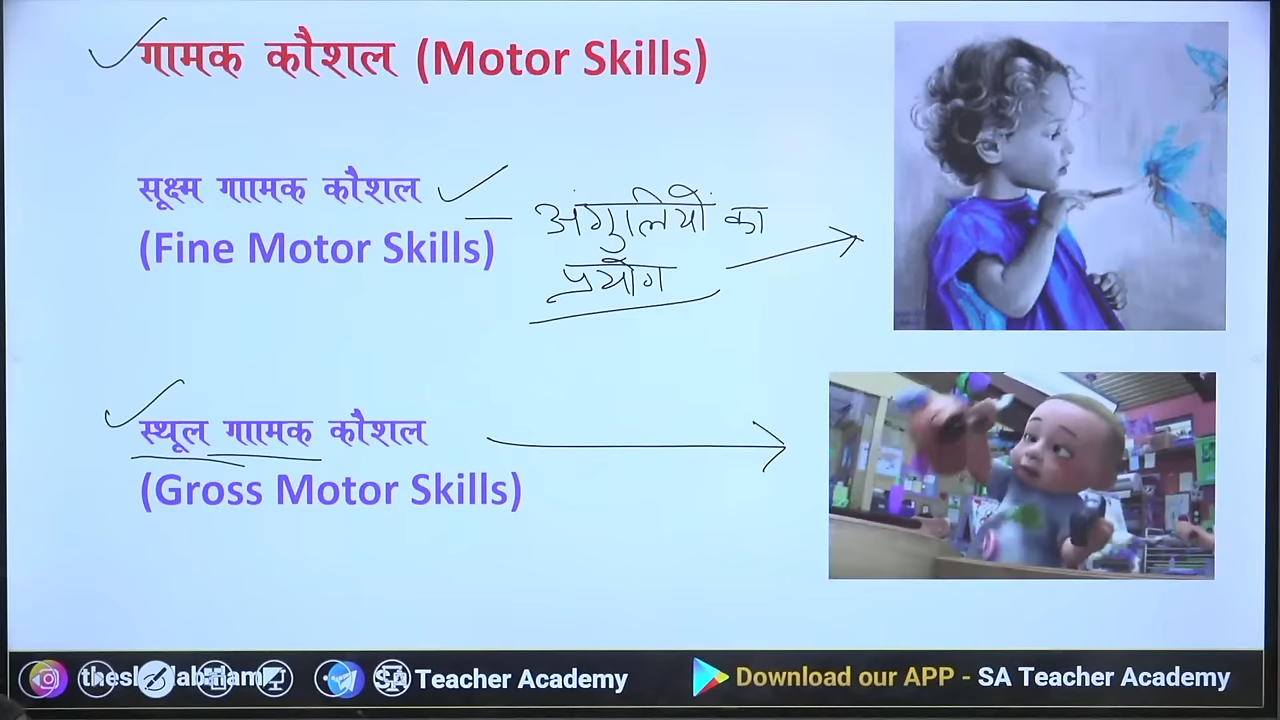 गामक कौशल (Motor Skills)
सूक्ष्म गाामक कौशल
(Fine Motor Skills)
— अंगुलियों का
प्रयोग
स्थूल गाामक कौशल
(Gross Motor Skills)
SA Teacher Academy
Download our APP - SA Teacher Academy